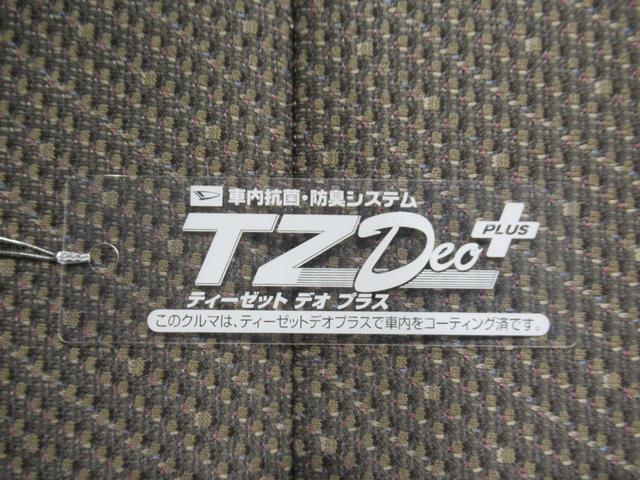 車内抗菌・防臭システム
TZ Deo PLUS
ティーゼット デオ プラス
このクルマは、ティーゼットデオプラスで車内をコーティング済です。